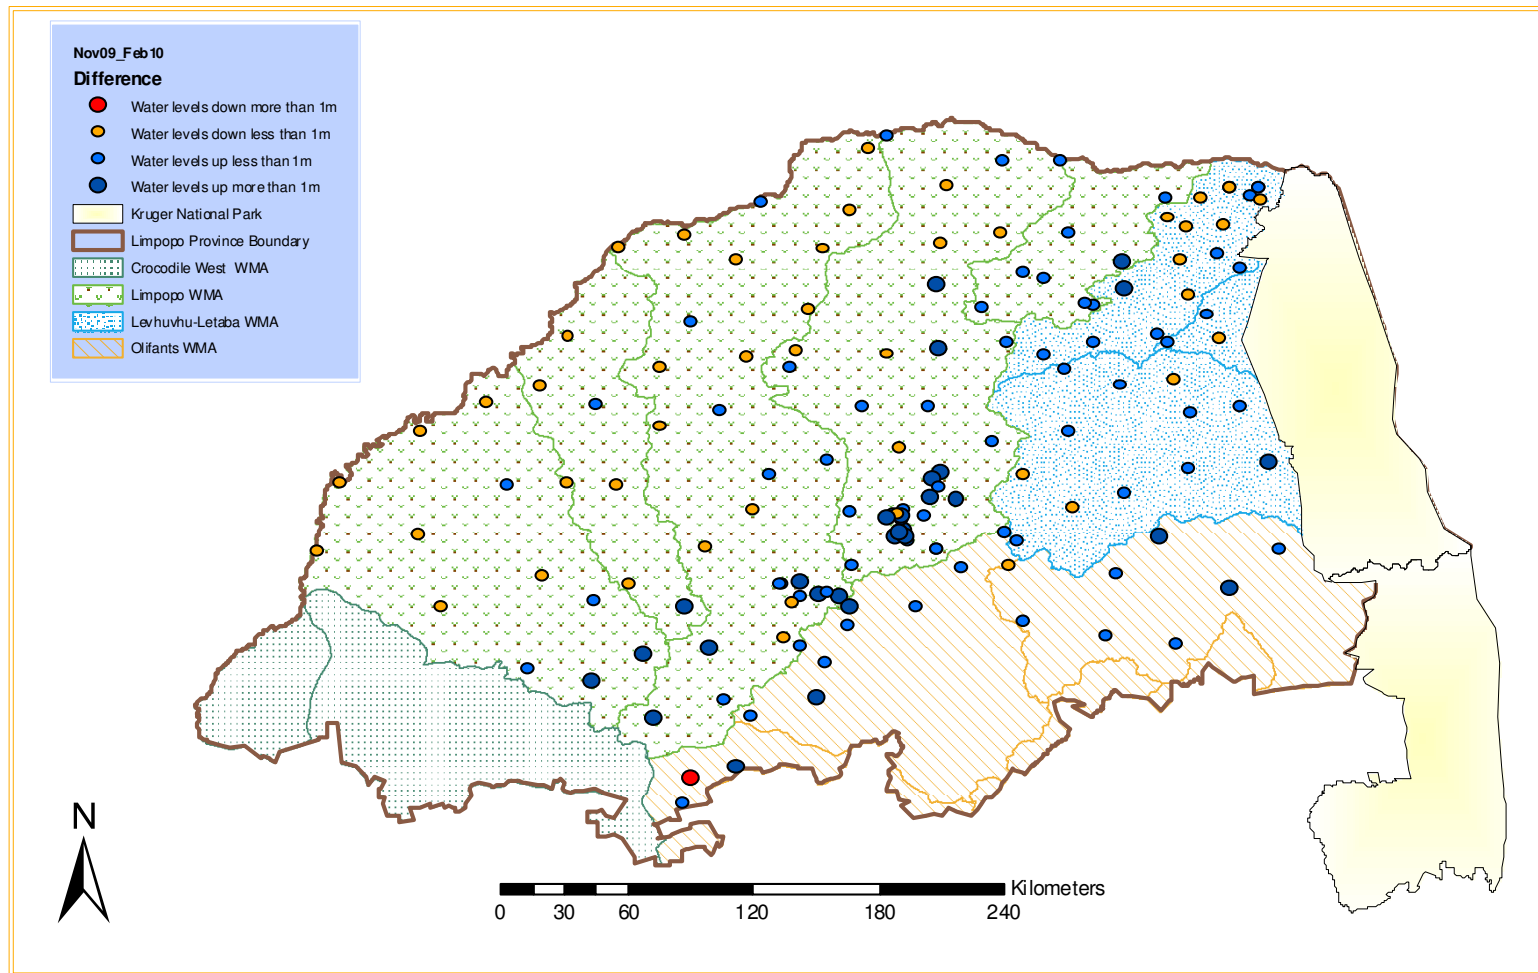 Nov09_Feb10
Difference
Water levels down more than 1m
Water levels down less than 1m
Water levels up less than 1m
Water levels up more than 1m
Kruger National Park
Limpopo Province Boundary
Crocodile West WMA
Limpopo WMA
Levhuvhu-Letaba WMA
Olifants WMA
N
Kilometers
0 30 60 120 180 240